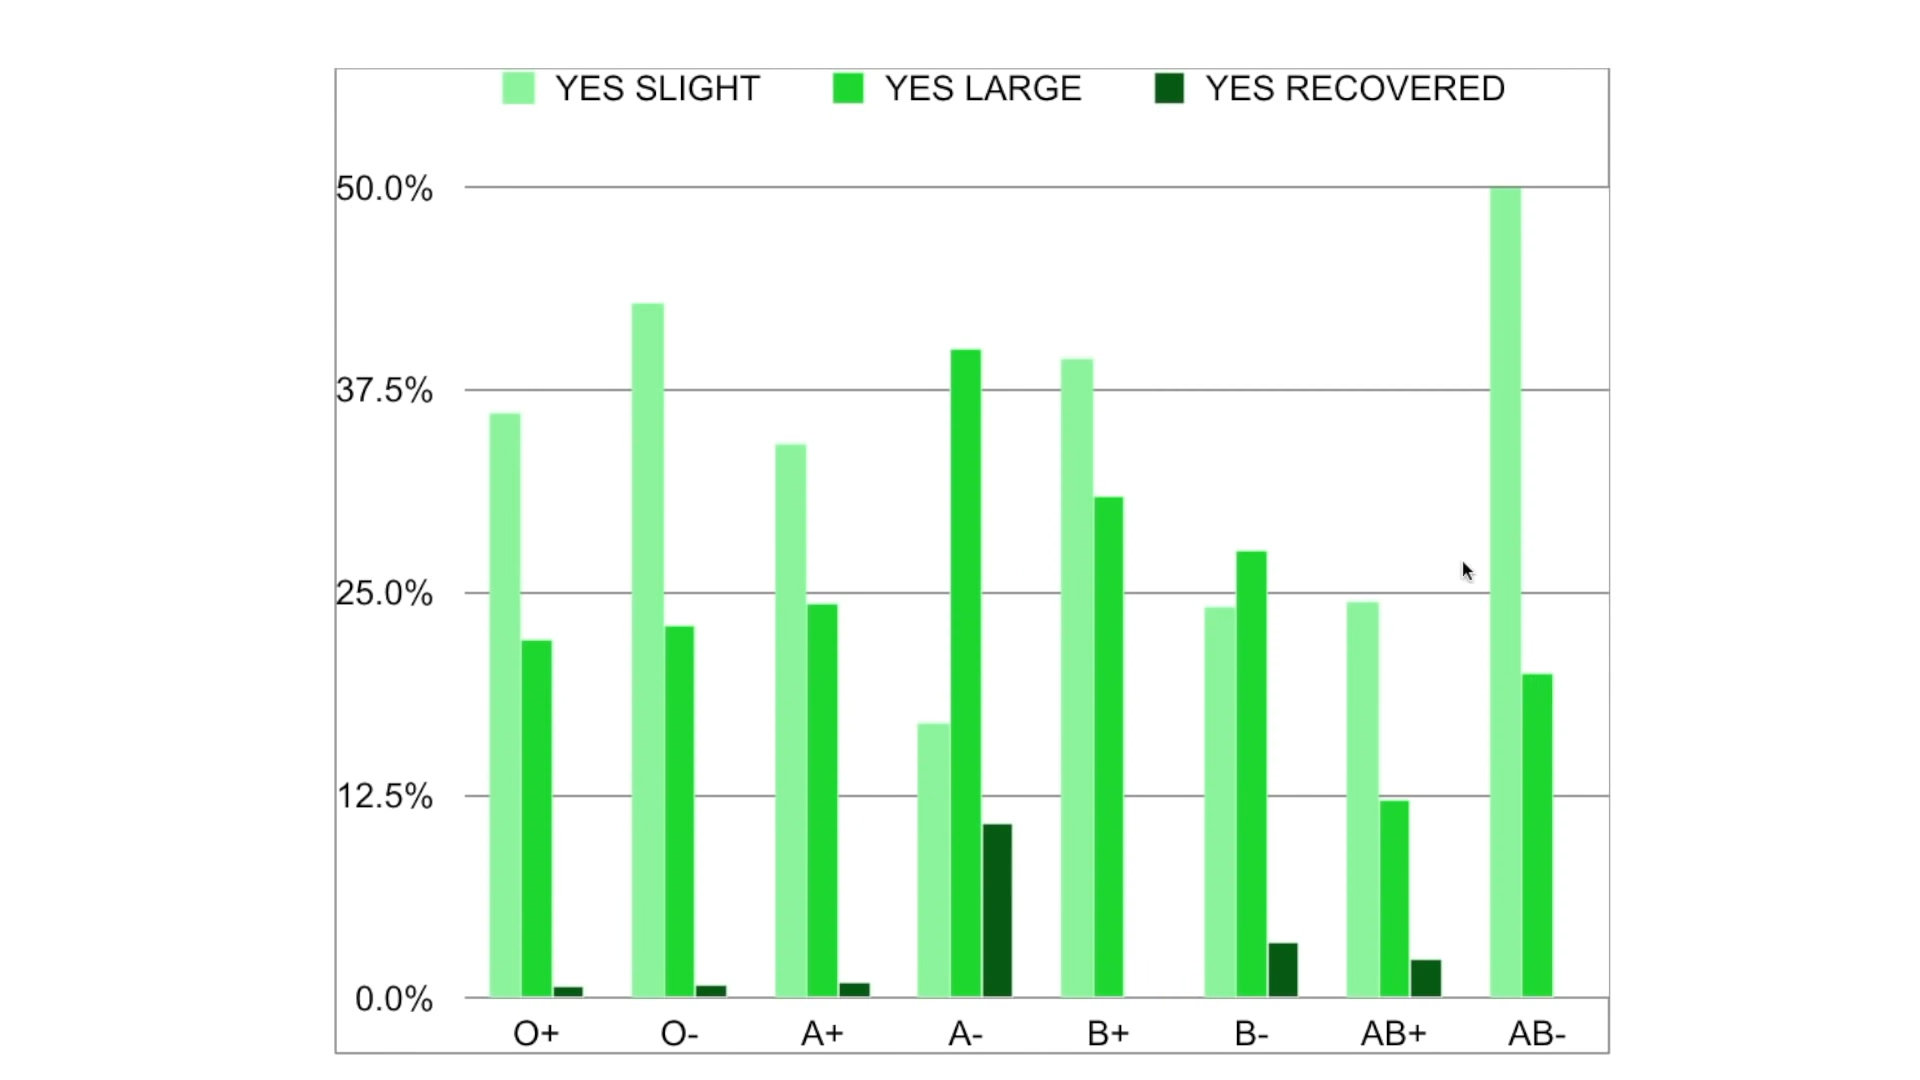 YES SLIGHT YES LARGE YES RECOVERED
50.0%
37.5%
25.0%
12.5%
0.0%
O+ O- A+ A- B+ B- AB+ AB-